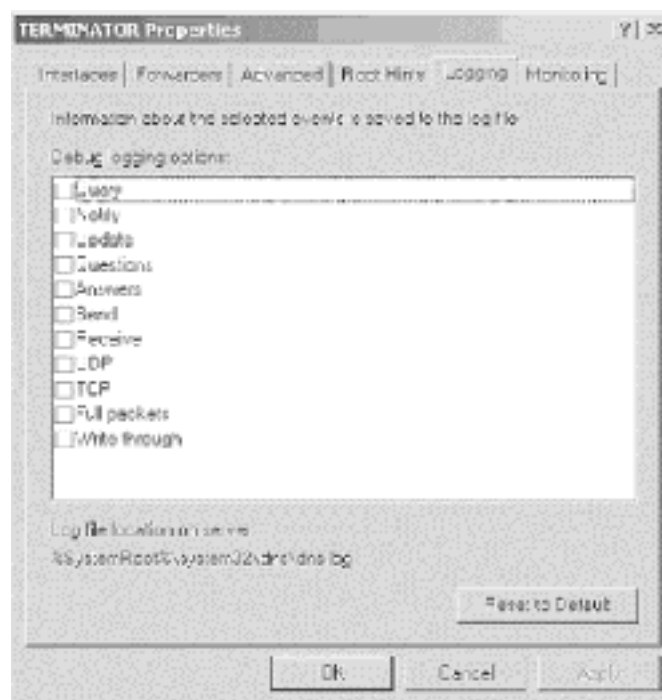 TERMINATOR Properties
Interfaces Forwarders Advanced Root Hints Logging Monitoring
Information about the selected events is saved to the log file
Debug logging options:
Query
Notify
Update
Questions
Answers
Send
Receive
UDP
TCP
Full packets
Write through
Log file location on server
%SystemRoot%\system32\dns\dns.log
Reset to Default
OK Cancel Apply